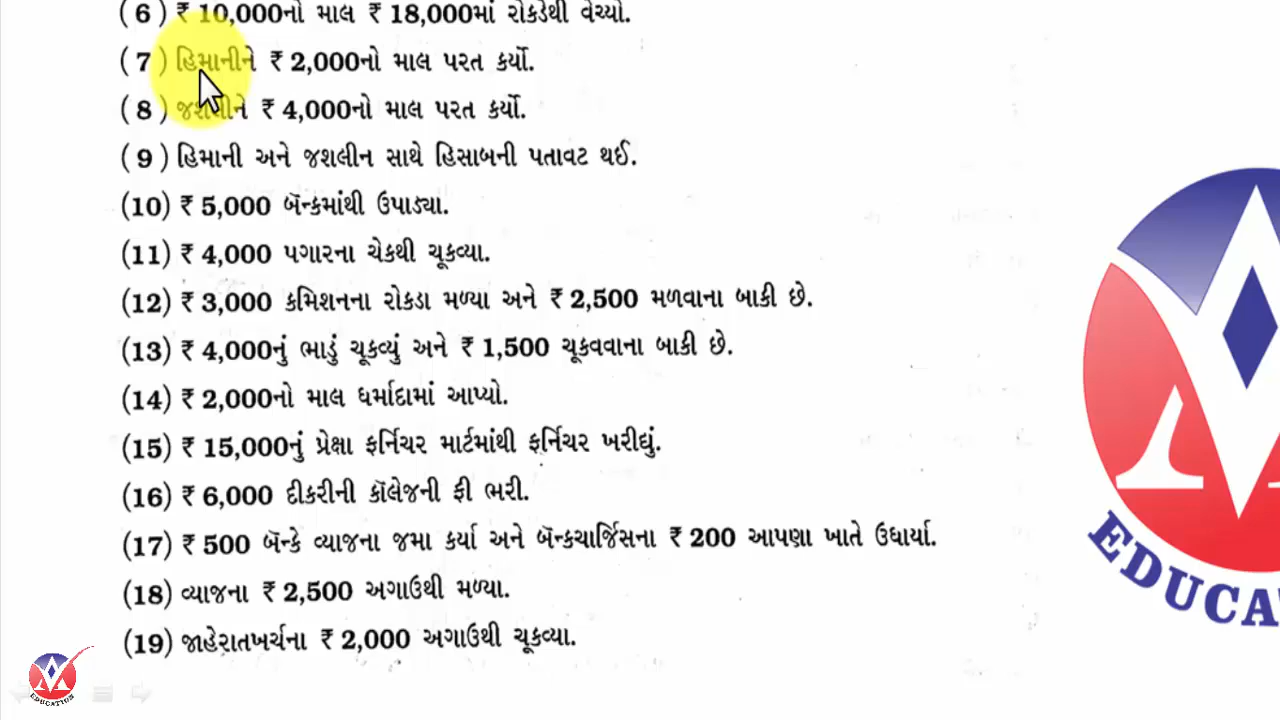 (6) ₹ 10,000નો માલ ₹ 18,000માં રોકડેથી વેચ્યો.
(7) હિમાનીને ₹ 2,000નો માલ પરત કર્યો.
(8) જશલીને ₹ 4,000નો માલ પરત કર્યો.
(9) હિમાની અને જશલીન સાથે હિસાબની પતાવટ થઈ.
(10) ₹ 5,000 બૅન્કમાંથી ઉપાડ્યા.
(11) ₹ 4,000 પગારના ચેકથી ચૂકવ્યા.
(12) ₹ 3,000 કમિશનના રોકડા મળ્યા અને ₹ 2,500 મળવાના બાકી છે.
(13) ₹ 4,000નું ભાડું ચૂકવ્યું અને ₹ 1,500 ચૂકવવાના બાકી છે.
(14) ₹ 2,000નો માલ ધર્માદામાં આપ્યો.
(15) ₹ 15,000નું પ્રેક્ષા ફર્નિચર માર્ટમાંથી ફર્નિચર ખરીદ્યું.
(16) ₹ 6,000 દીકરીની કૉલેજની ફી ભરી.
(17) ₹ 500 બૅન્કે વ્યાજના જમા કર્યા અને બૅન્કચાર્જિસના ₹ 200 આપણા ખાતે ઉધાર્યા.
(18) વ્યાજના ₹ 2,500 અગાઉથી મળ્યા.
(19) જાહેરાતખર્ચના ₹ 2,000 અગાઉથી ચૂકવ્યા.
EDUCA
EDUCATION